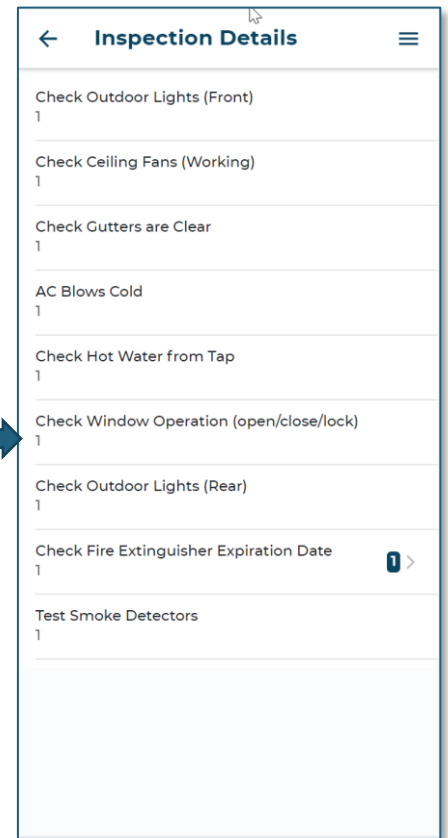 Inspection Details
Check Outdoor Lights (Front)
1
Check Ceiling Fans (Working)
1
Check Gutters are Clear
1
AC Blows Cold
1
Check Hot Water from Tap
1
Check Window Operation (open/close/lock)
1
Check Outdoor Lights (Rear)
1
Check Fire Extinguisher Expiration Date
1
1
Test Smoke Detectors
1